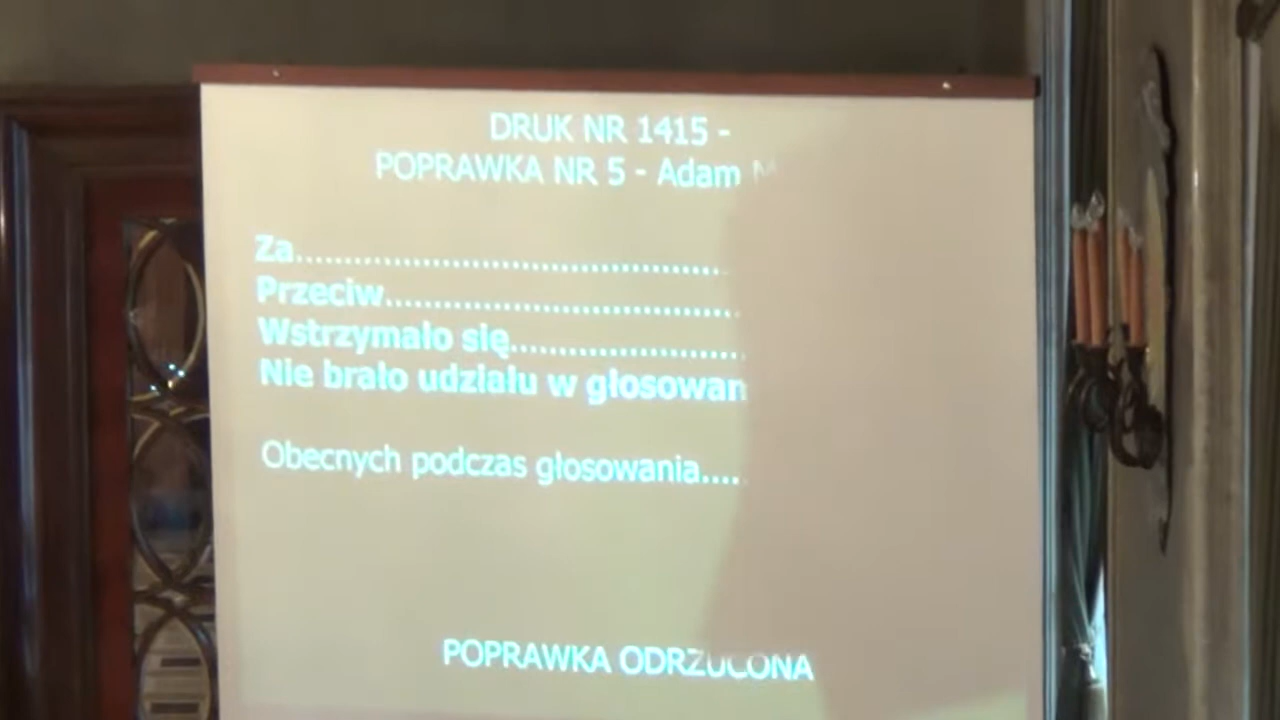 DRUK NR 1415 -
POPRAWKA NR 5 - Adam
Za........................................................
Przeciw.............................................
Wstrzymało się..............................
Nie brało udziału w
Obecnych podczas głosowania.....
POPRAWKA ODRZUCONA